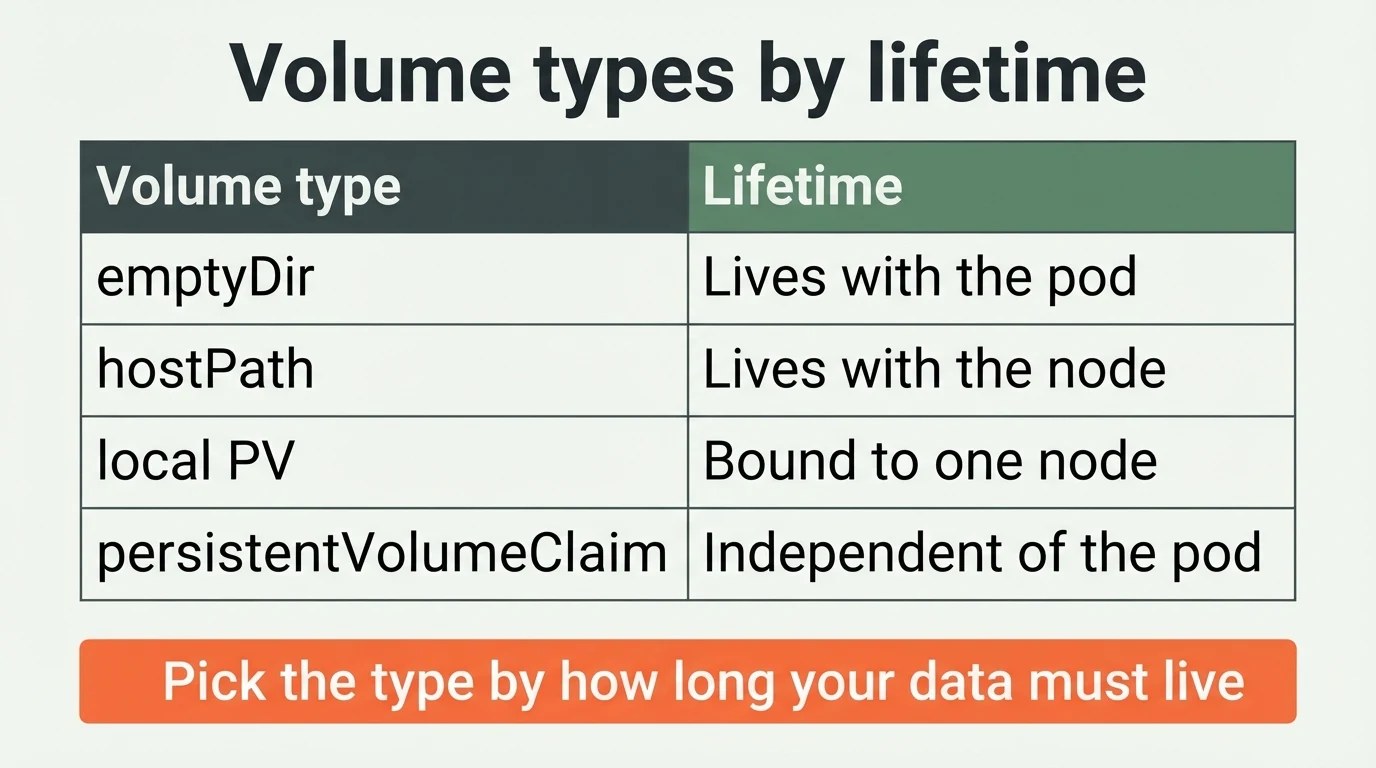 Volume types by lifetime
Volume type Lifetime
emptyDir Lives with the pod
hostPath Lives with the node
local PV Bound to one node
persistentVolumeClaim Independent of the pod
Pick the type by how long your data must live